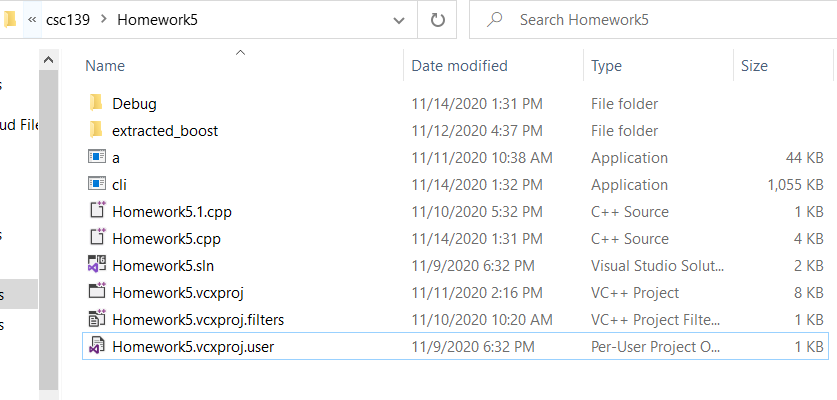 « csc139 > Homework5
Search Homework5
Name Date modified Type Size
Debug 11/14/2020 1:31 PM File folder
extracted_boost 11/12/2020 4:37 PM File folder
a 11/11/2020 10:38 AM Application 44 KB
cli 11/14/2020 1:32 PM Application 1,055 KB
Homework5.1.cpp 11/10/2020 5:32 PM C++ Source 1 KB
Homework5.cpp 11/14/2020 1:31 PM C++ Source 4 KB
Homework5.sln 11/9/2020 6:32 PM Visual Studio Solut... 2 KB
Homework5.vcxproj 11/11/2020 2:16 PM VC++ Project 8 KB
Homework5.vcxproj.filters 11/10/2020 10:20 AM VC++ Project Filte... 1 KB
Homework5.vcxproj.user 11/9/2020 6:32 PM Per-User Project O... 1 KB